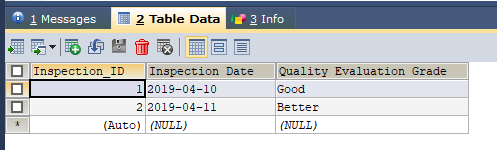 1 Messages 2 Table Data 3 Info
Inspection_ID Inspection Date Quality Evaluation Grade
1 2019-04-10 Good
2 2019-04-11 Better
* (Auto) (NULL) (NULL)